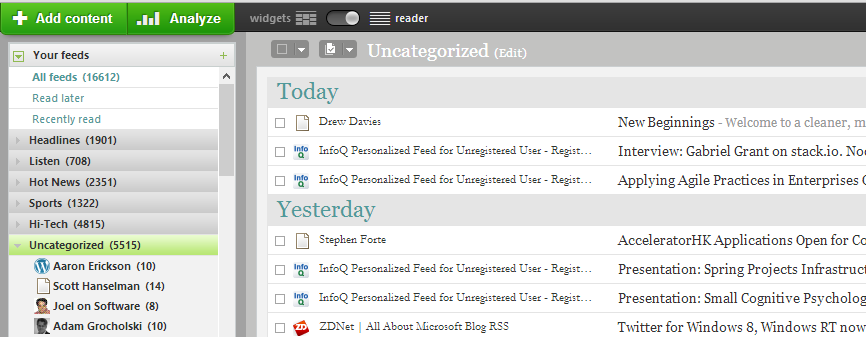 Add content Analyze widgets reader
Your feeds +
All feeds (16612)
Read later
Recently read
Headlines (1901)
Listen (708)
Hot News (2351)
Sports (1322)
Hi-Tech (4815)
Uncategorized (5515)
Aaron Erickson (10)
Scott Hanselman (14)
Joel on Software (8)
Adam Grocholski (10)
Uncategorized (Edit)
Today
Drew Davies New Beginnings - Welcome to a cleaner, m
Info Q InfoQ Personalized Feed for Unregistered User - Regist... Interview: Gabriel Grant on stack.io. Noc
Info Q InfoQ Personalized Feed for Unregistered User - Regist... Applying Agile Practices in Enterprises C
Yesterday
Stephen Forte AcceleratorHK Applications Open for Co
Info Q InfoQ Personalized Feed for Unregistered User - Regist... Presentation: Spring Projects Infrastruct
Info Q InfoQ Personalized Feed for Unregistered User - Regist... Presentation: Small Cognitive Psycholog
ZD ZDNet | All About Microsoft Blog RSS Twitter for Windows 8, Windows RT now